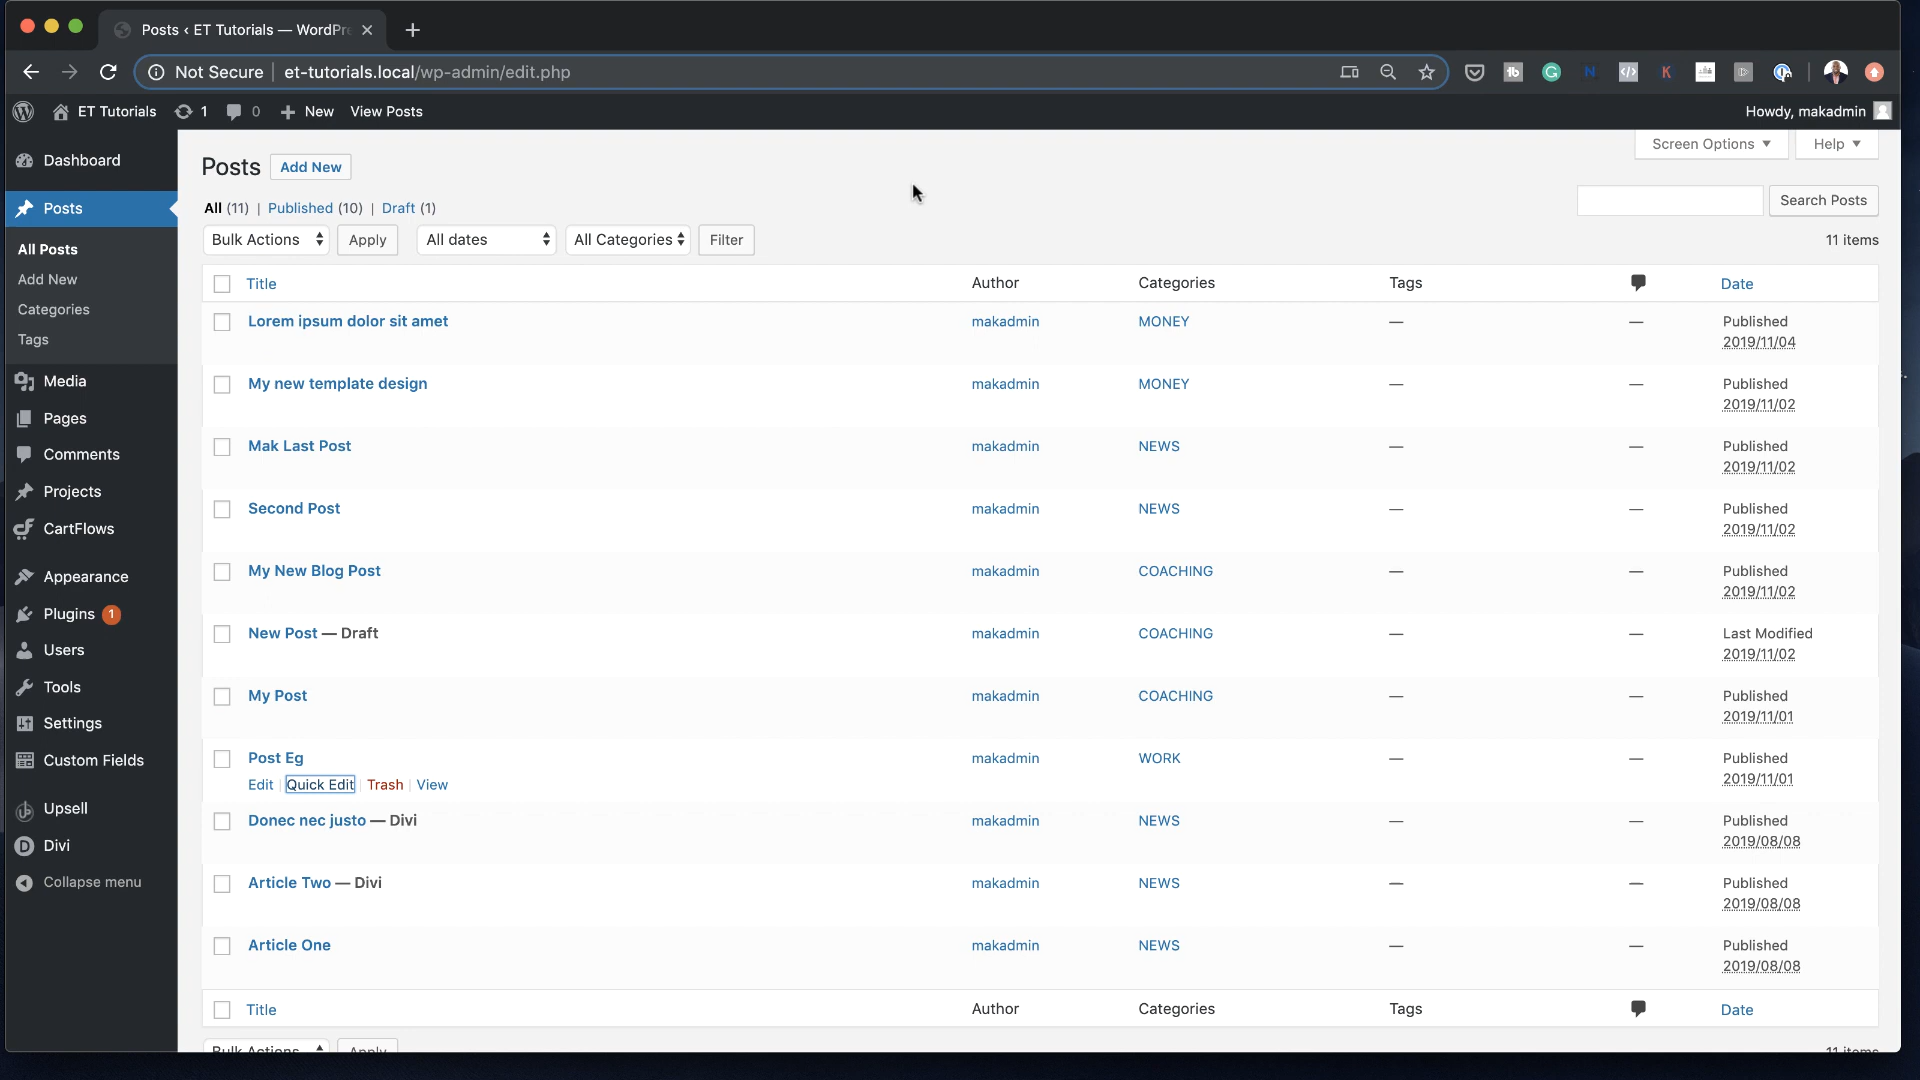 Posts ‹ ET Tutorials — WordPre
Not Secure | et-tutorials.local/wp-admin/edit.php
ET Tutorials 1 0 New View Posts
Howdy, makadmin
Dashboard
Posts
All Posts
Add New
Categories
Tags
Media
Pages
Comments
Projects
CartFlows
Appearance
Plugins 1
Users
Tools
Settings
Custom Fields
Upsell
Divi
Collapse menu
Screen Options Help
Posts Add New
All (11) | Published (10) | Draft (1)
Search Posts
Bulk Actions Apply All dates All Categories Filter
11 items
Title Author Categories Tags Date
Lorem ipsum dolor sit amet makadmin MONEY — — Published
2019/11/04
My new template design makadmin MONEY — — Published
2019/11/02
Mak Last Post makadmin NEWS — — Published
2019/11/02
Second Post makadmin NEWS — — Published
2019/11/02
My New Blog Post makadmin COACHING — — Published
2019/11/02
New Post — Draft makadmin COACHING — — Last Modified
2019/11/02
My Post makadmin COACHING — — Published
2019/11/01
Post Eg makadmin WORK — — Published
Edit | Quick Edit | Trash | View 2019/11/01
Donec nec justo — Divi makadmin NEWS — — Published
2019/08/08
Article Two — Divi makadmin NEWS — — Published
2019/08/08
Article One makadmin NEWS — — Published
2019/08/08
Title Author Categories Tags Date
Bulk Actions Apply
11 items